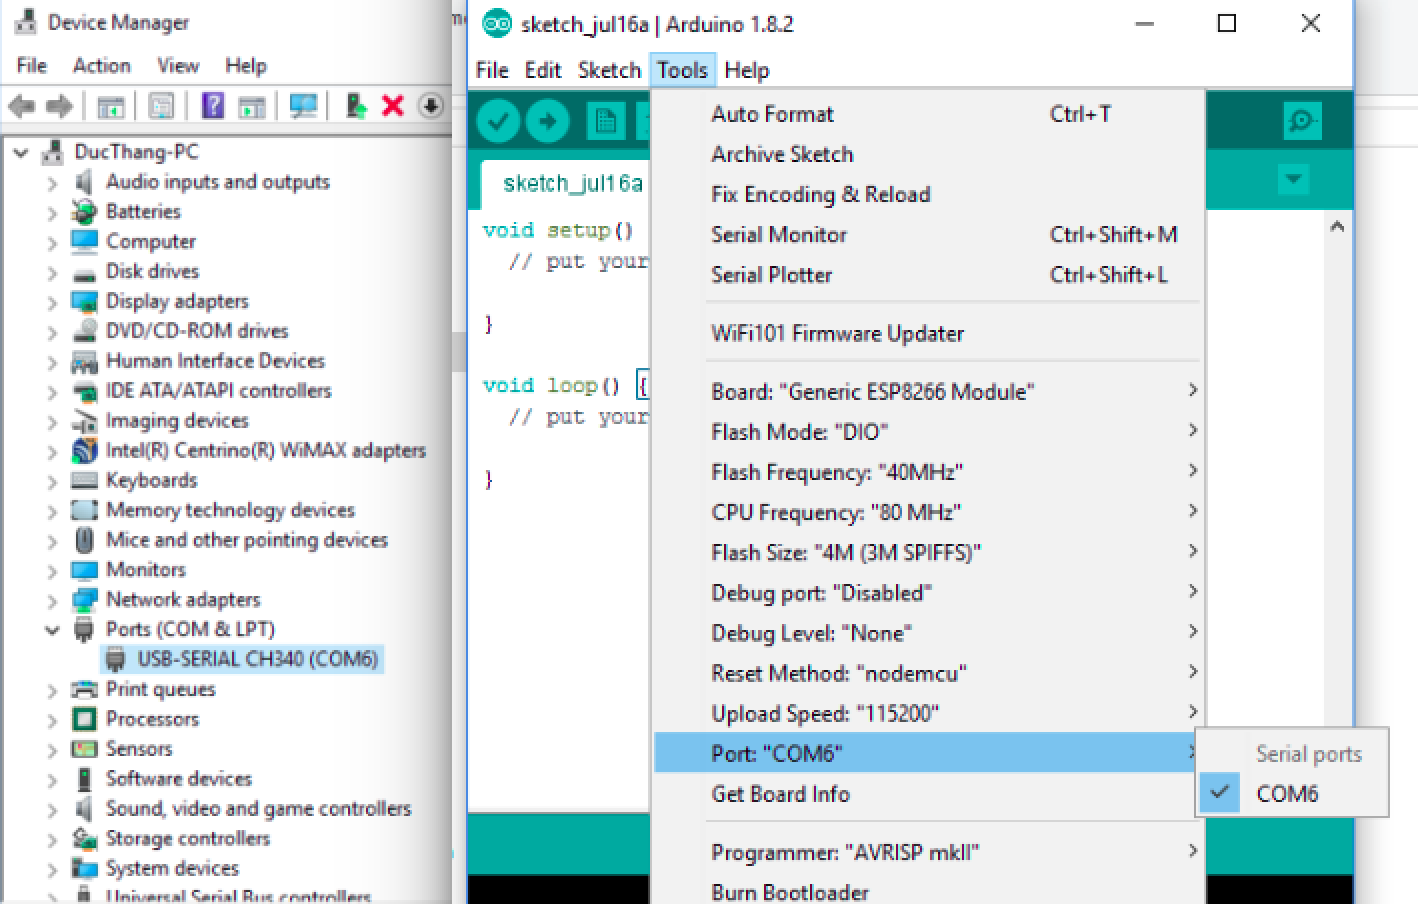 Device Manager
File Action View Help
DucThang-PC
Audio inputs and outputs
Batteries
Computer
Disk drives
Display adapters
DVD/CD-ROM drives
Human Interface Devices
IDE ATA/ATAPI controllers
Imaging devices
Intel(R) Centrino(R) WiMAX adapters
Keyboards
Memory technology devices
Mice and other pointing devices
Monitors
Network adapters
Ports (COM & LPT)
USB-SERIAL CH340 (COM6)
Print queues
Processors
Sensors
Software devices
Sound, video and game controllers
Storage controllers
System devices
Universal Serial Bus controllers
sketch_jul16a | Arduino 1.8.2
File Edit Sketch Tools Help
sketch_jul16a
void setup()
// put your
}
void loop() {
// put your
}
Auto Format Ctrl+T
Archive Sketch
Fix Encoding & Reload
Serial Monitor Ctrl+Shift+M
Serial Plotter Ctrl+Shift+L
WiFi101 Firmware Updater
Board: "Generic ESP8266 Module"
Flash Mode: "DIO"
Flash Frequency: "40MHz"
CPU Frequency: "80 MHz"
Flash Size: "4M (3M SPIFFS)"
Debug port: "Disabled"
Debug Level: "None"
Reset Method: "nodemcu"
Upload Speed: "115200"
Port: "COM6"
Get Board Info
Programmer: "AVRISP mkII"
Burn Bootloader
Serial ports
COM6